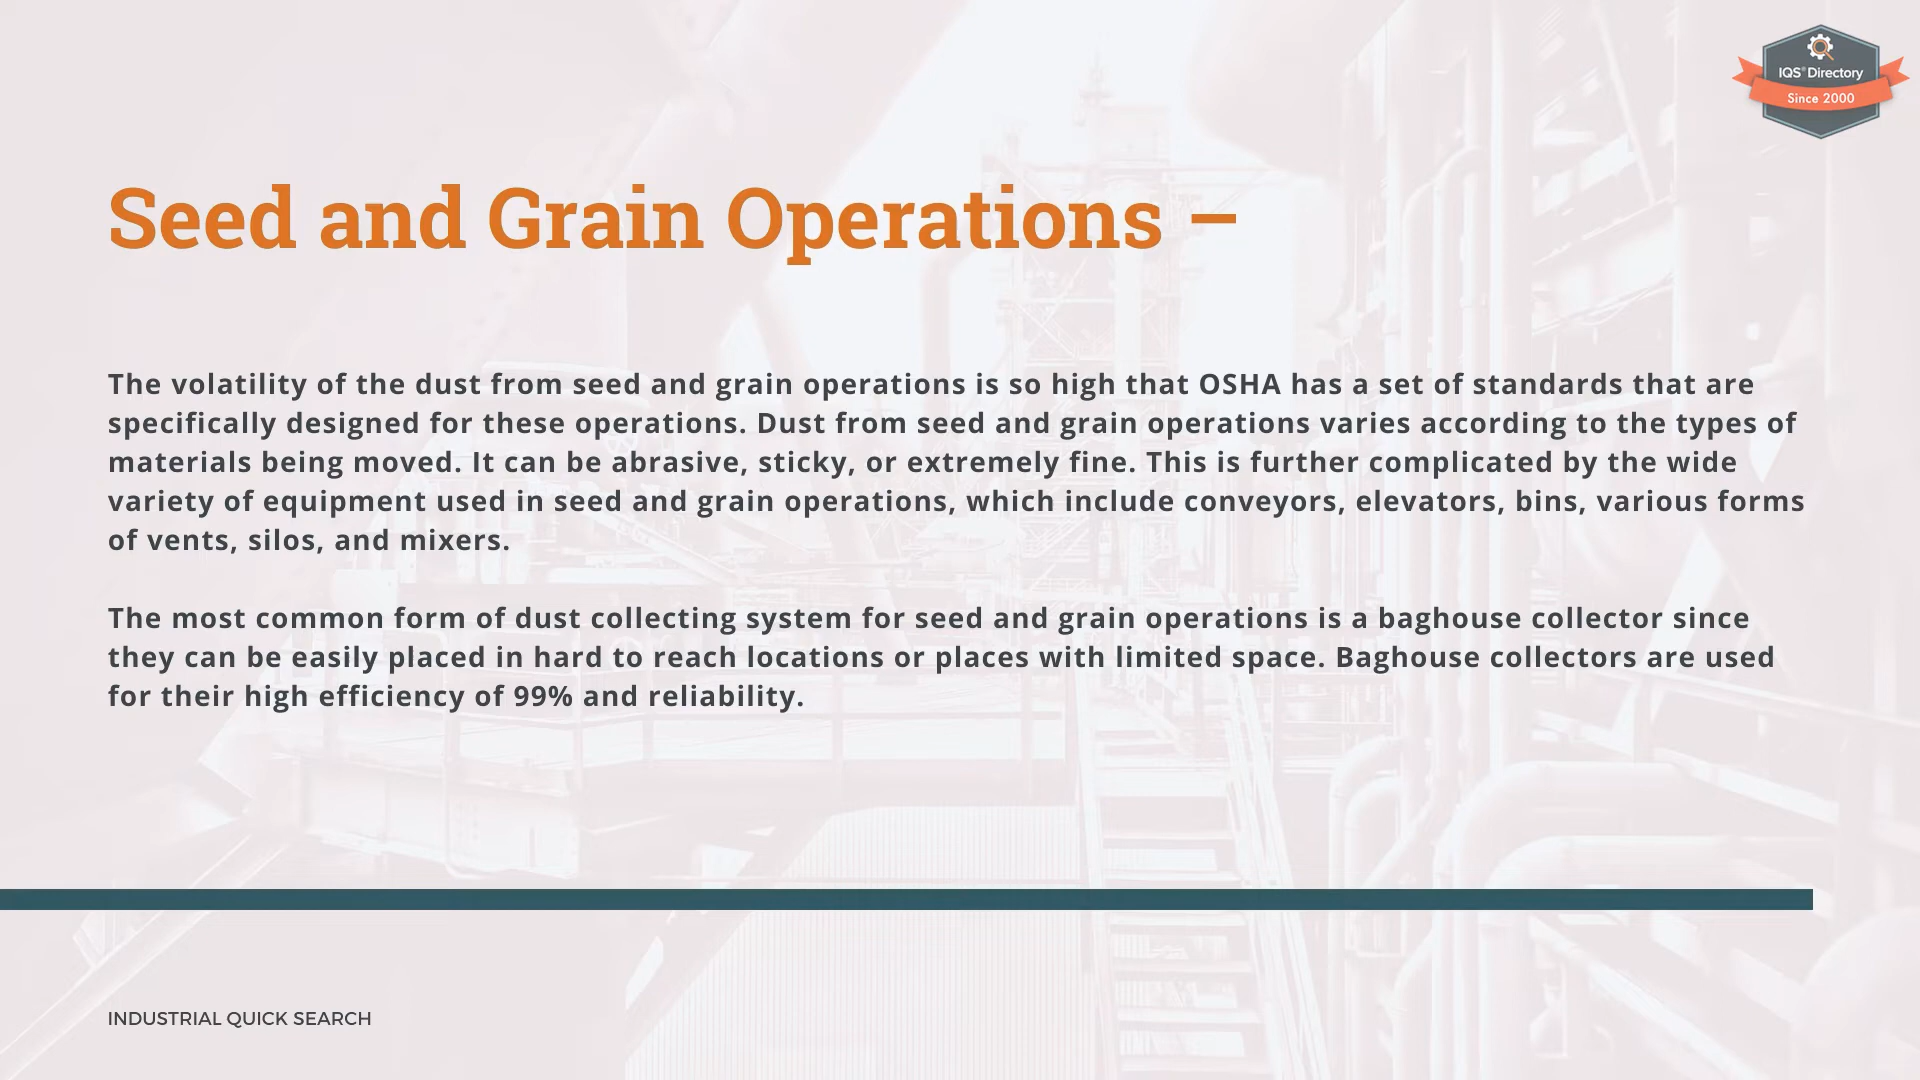 IQS® Directory
Since 2000
Seed and Grain Operations –
The volatility of the dust from seed and grain operations is so high that OSHA has a set of standards that are
specifically designed for these operations. Dust from seed and grain operations varies according to the types of
materials being moved. It can be abrasive, sticky, or extremely fine. This is further complicated by the wide
variety of equipment used in seed and grain operations, which include conveyors, elevators, bins, various forms
of vents, silos, and mixers.
The most common form of dust collecting system for seed and grain operations is a baghouse collector since
they can be easily placed in hard to reach locations or places with limited space. Baghouse collectors are used
for their high efficiency of 99% and reliability.
INDUSTRIAL QUICK SEARCH